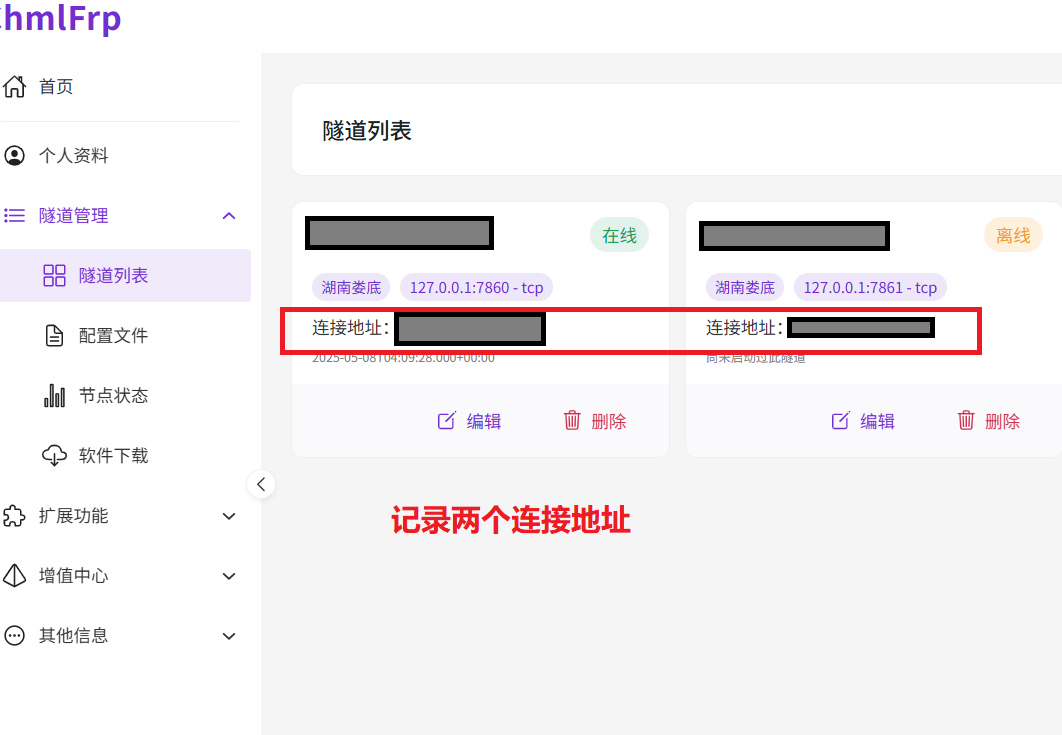 ChmlFrp
首页
个人资料
隧道管理
隧道列表
配置文件
节点状态
软件下载
扩展功能
增值中心
其他信息
隧道列表
在线
湖南娄底
127.0.0.1:7860 - tcp
连接地址:
2025-05-08T04:09:28.000+00:00
编辑
删除
离线
湖南娄底
127.0.0.1:7861 - tcp
连接地址:
尚未启动过此隧道
编辑
删除
记录两个连接地址